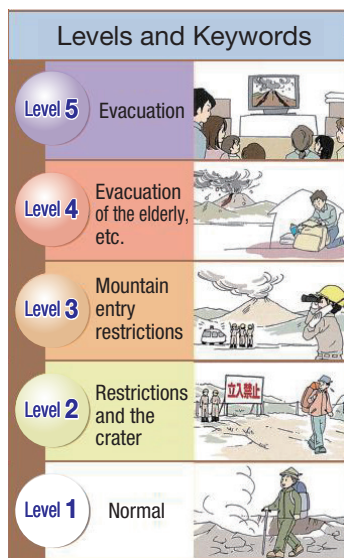 Levels and Keywords
Level 5
Evacuation
Level 4
Evacuation
of the elderly,
etc.
Level 3
Mountain
entry
restrictions
Level 2
Restrictions
and the
crater
立入禁止
Level 1
Normal